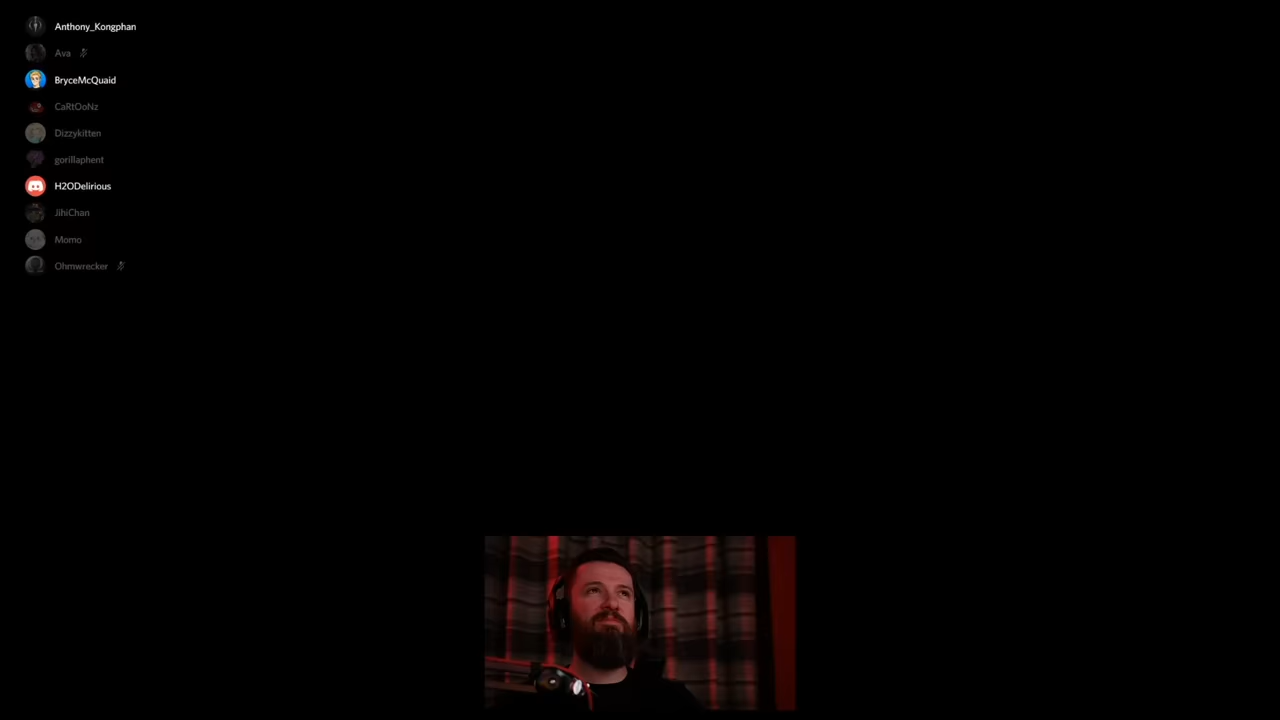 Anthony_Kongphan
Ava
BryceMcQuaid
CaRtOoNz
Dizzykitten
gorillaphent
H2ODelirious
JihiChan
Momo
Ohmwrecker